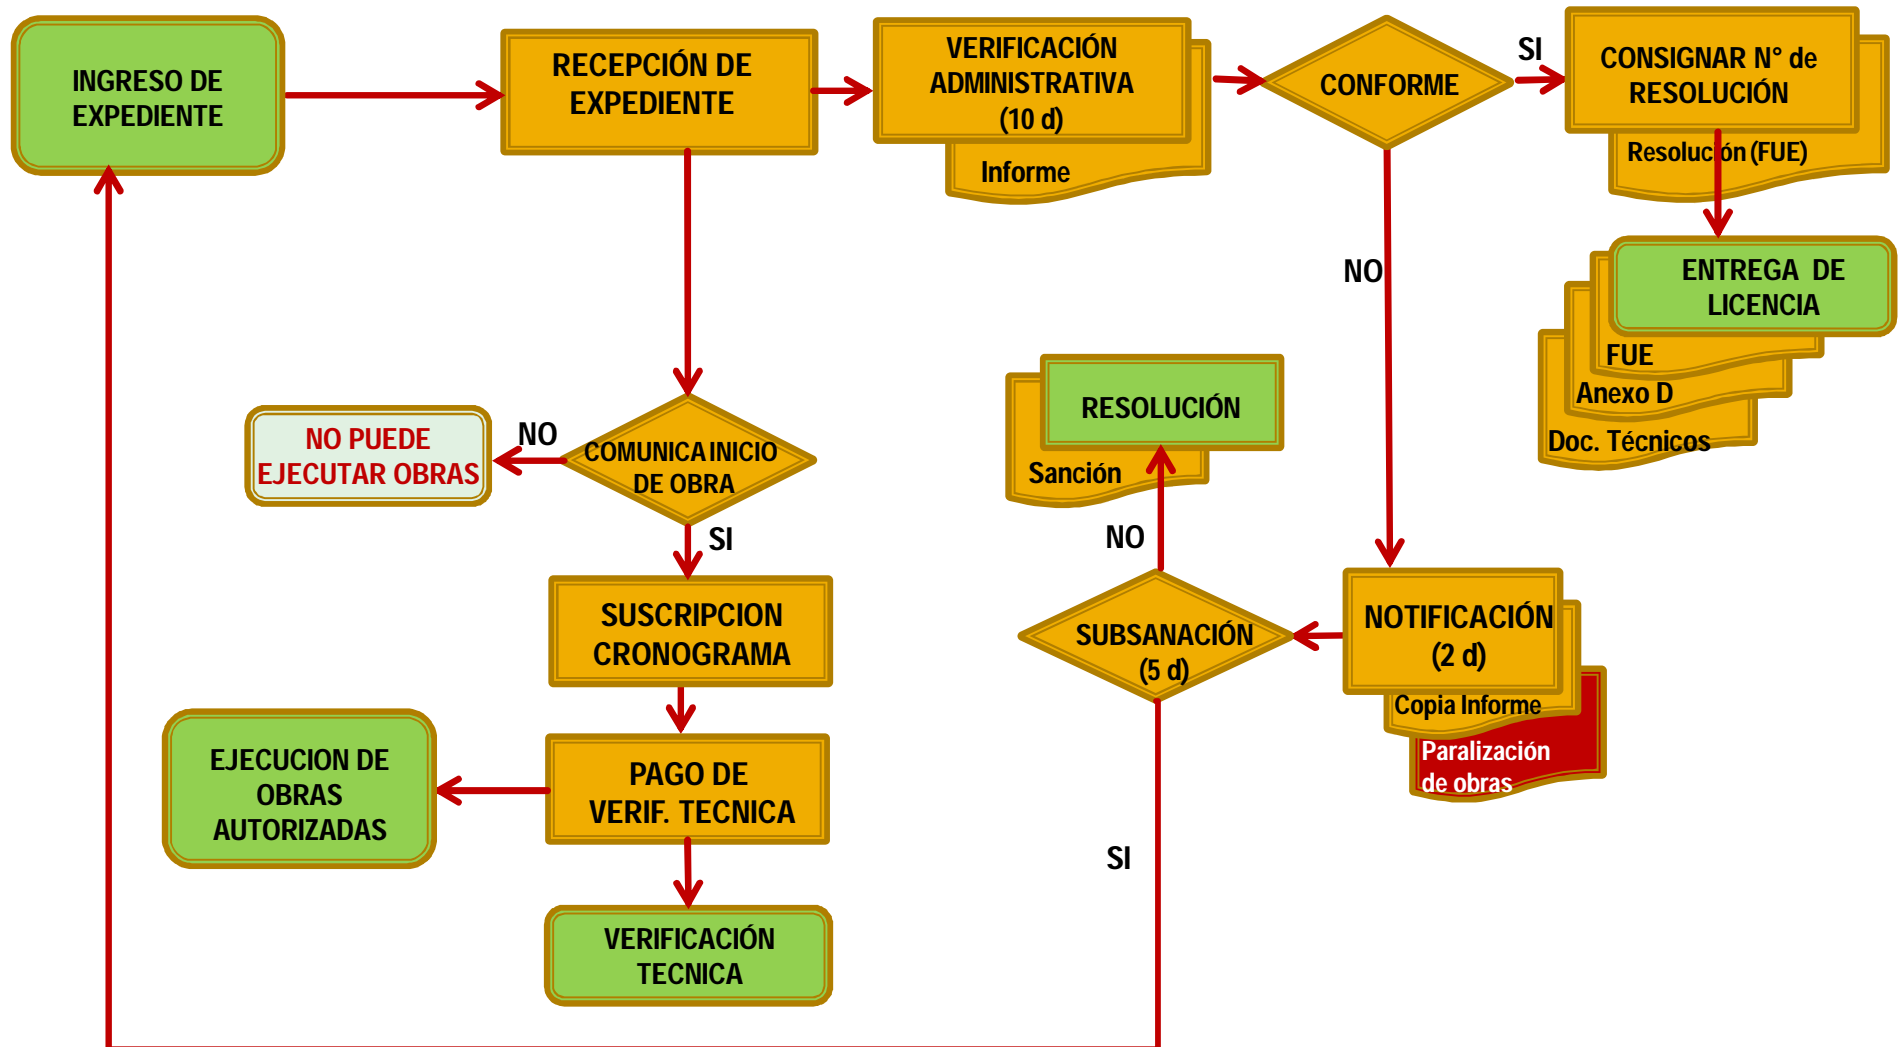 INGRESO DE
EXPEDIENTE
RECEPCIÓN DE
EXPEDIENTE
VERIFICACIÓN
ADMINISTRATIVA
(10 d)
Informe
CONFORME
SI
CONSIGNAR N° de
RESOLUCIÓN
Resolución (FUE)
NO
ENTREGA DE
LICENCIA
FUE
Anexo D
Doc. Técnicos
RESOLUCIÓN
Sanción
NO PUEDE
EJECUTAR OBRAS
NO
COMUNICA INICIO
DE OBRA
SI
NO
SUSCRIPCION
CRONOGRAMA
SUBSANACIÓN
(5 d)
NOTIFICACIÓN
(2 d)
Copia Informe
Paralización
de obras
EJECUCION DE
OBRAS
AUTORIZADAS
PAGO DE
VERIF. TECNICA
SI
VERIFICACIÓN
TECNICA